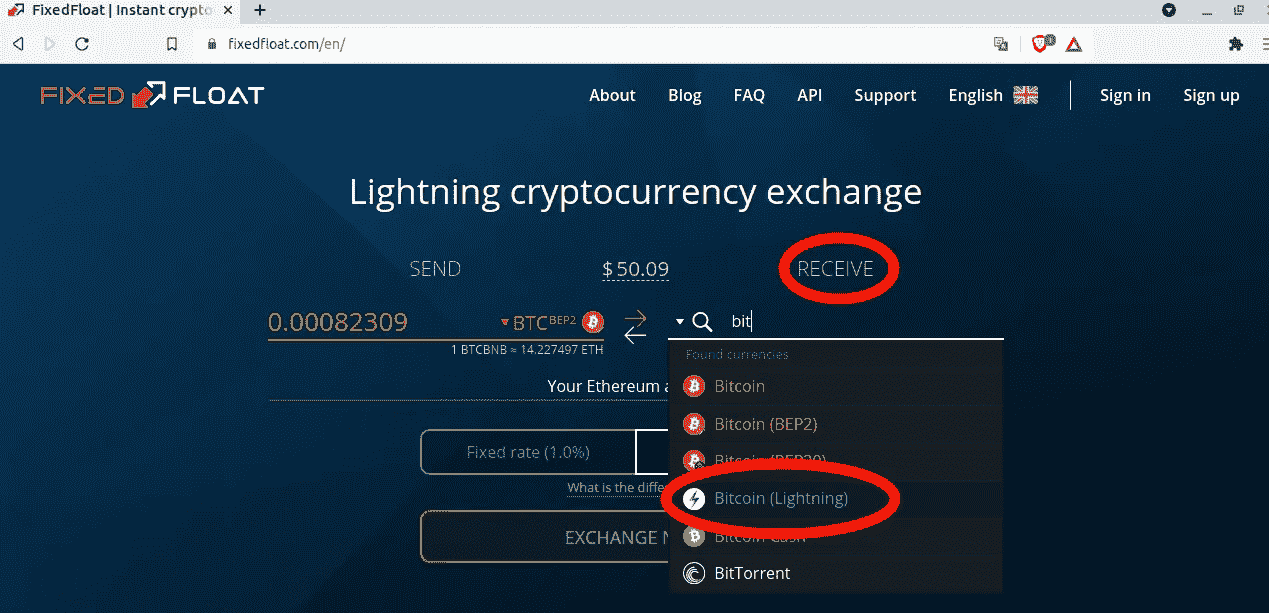 FixedFloat | Instant crypto
fixedfloat.com/en/
FIXED FLOAT
About Blog FAQ API Support English Sign in Sign up
Lightning cryptocurrency exchange
SEND $50.09 RECEIVE
0.00082309 BTC BEP2 bit
1 BTCBNB ≈ 14.227497 ETH
Found currencies
Your Ethereum a
Bitcoin
Bitcoin (BEP2)
Fixed rate (1.0%)
Bitcoin (BEP20)
What is the diffe
Bitcoin (Lightning)
EXCHANGE N
Bitcoin Cash
BitTorrent